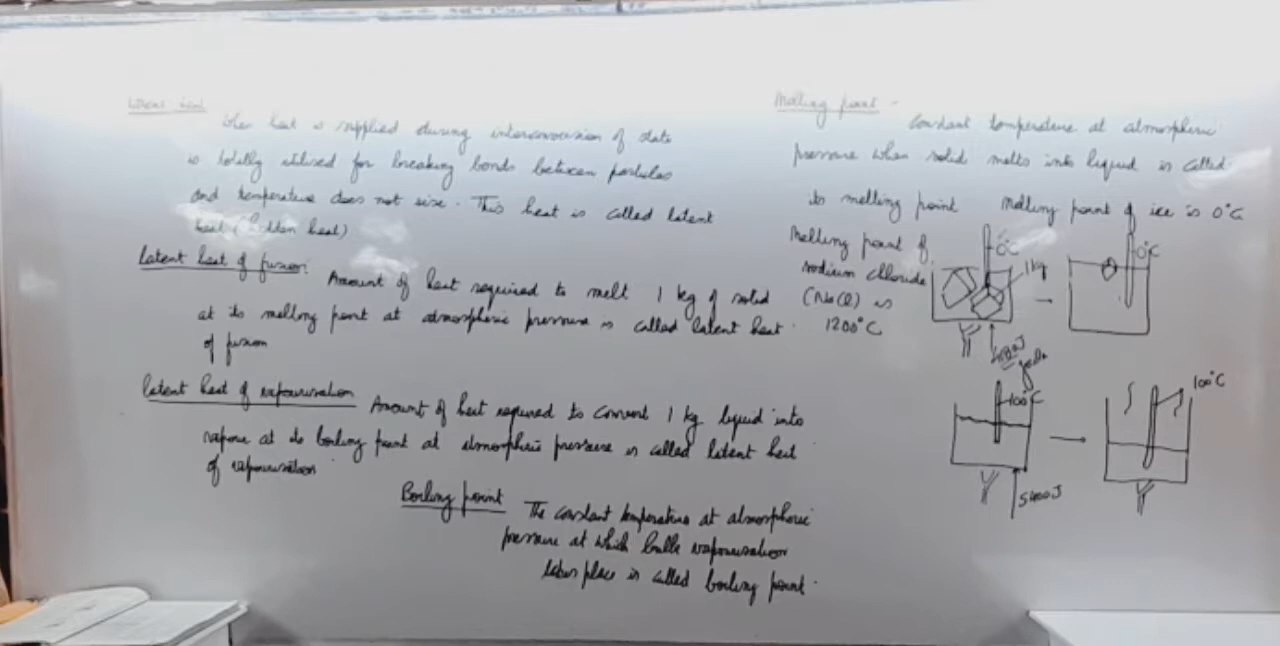 Latent heat
When heat is supplied during interconversion of state
is totally utilised for breaking bonds between particles
and temperature does not rise. This heat is called latent
heat (hidden heat)
latent heat of fusion: Amount of heat required to melt 1 kg of solid
at its melting point at atmospheric pressure is called latent heat
of fusion
latent heat of vapourisation Amount of heat required to convert 1 kg liquid into
vapour at its boiling point at atmospheric pressure is called latent heat
of vapourisation
Boiling point The constant temperature at atmospheric
pressure at which bulk vapourisation
takes place is called boiling point.
Melting point - Constant temperature at atmospheric
pressure when solid melts into liquid is called
its melting point Melting point of ice is 0°C
Melting point of
sodium chloride
(NaCl) is
1200°C
0°C
1 kg
0°C
100°C
5400J
100°C